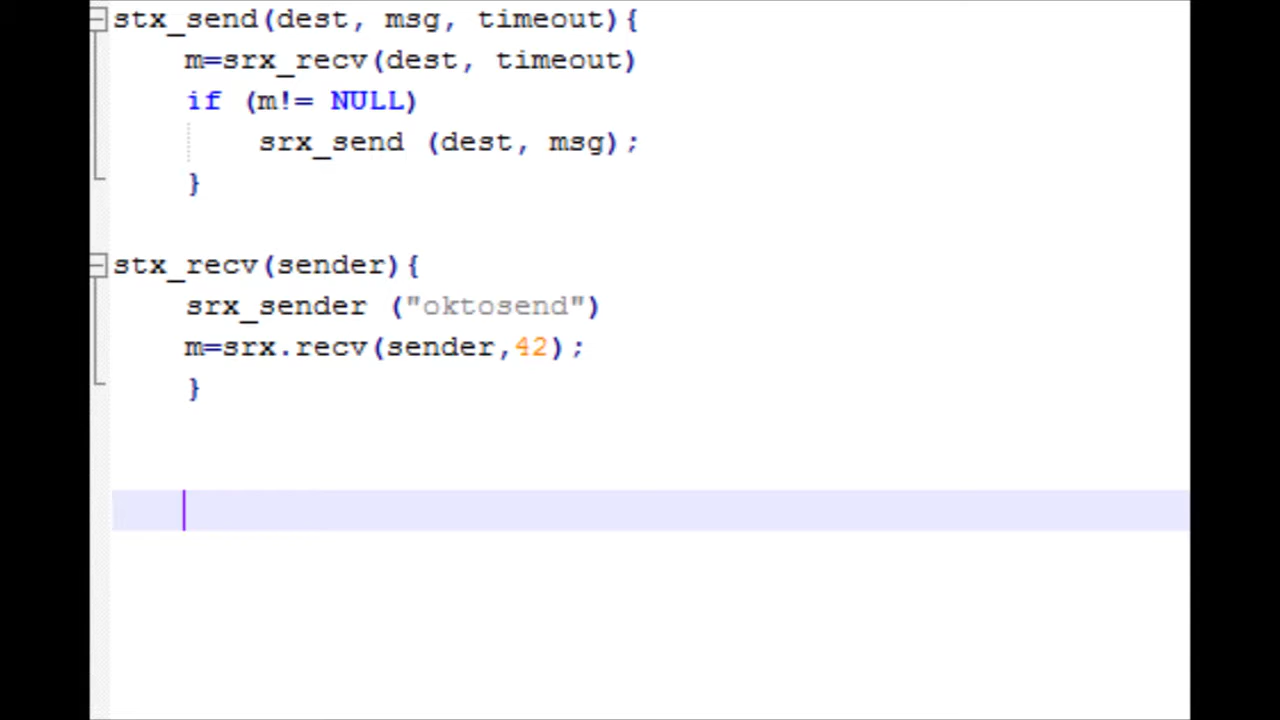 stx_send(dest, msg, timeout){
m=srx_recv(dest, timeout)
if (m!= NULL)
srx_send (dest, msg);
}
stx_recv(sender){
srx_sender ("oktosend")
m=srx.recv(sender,42);
}